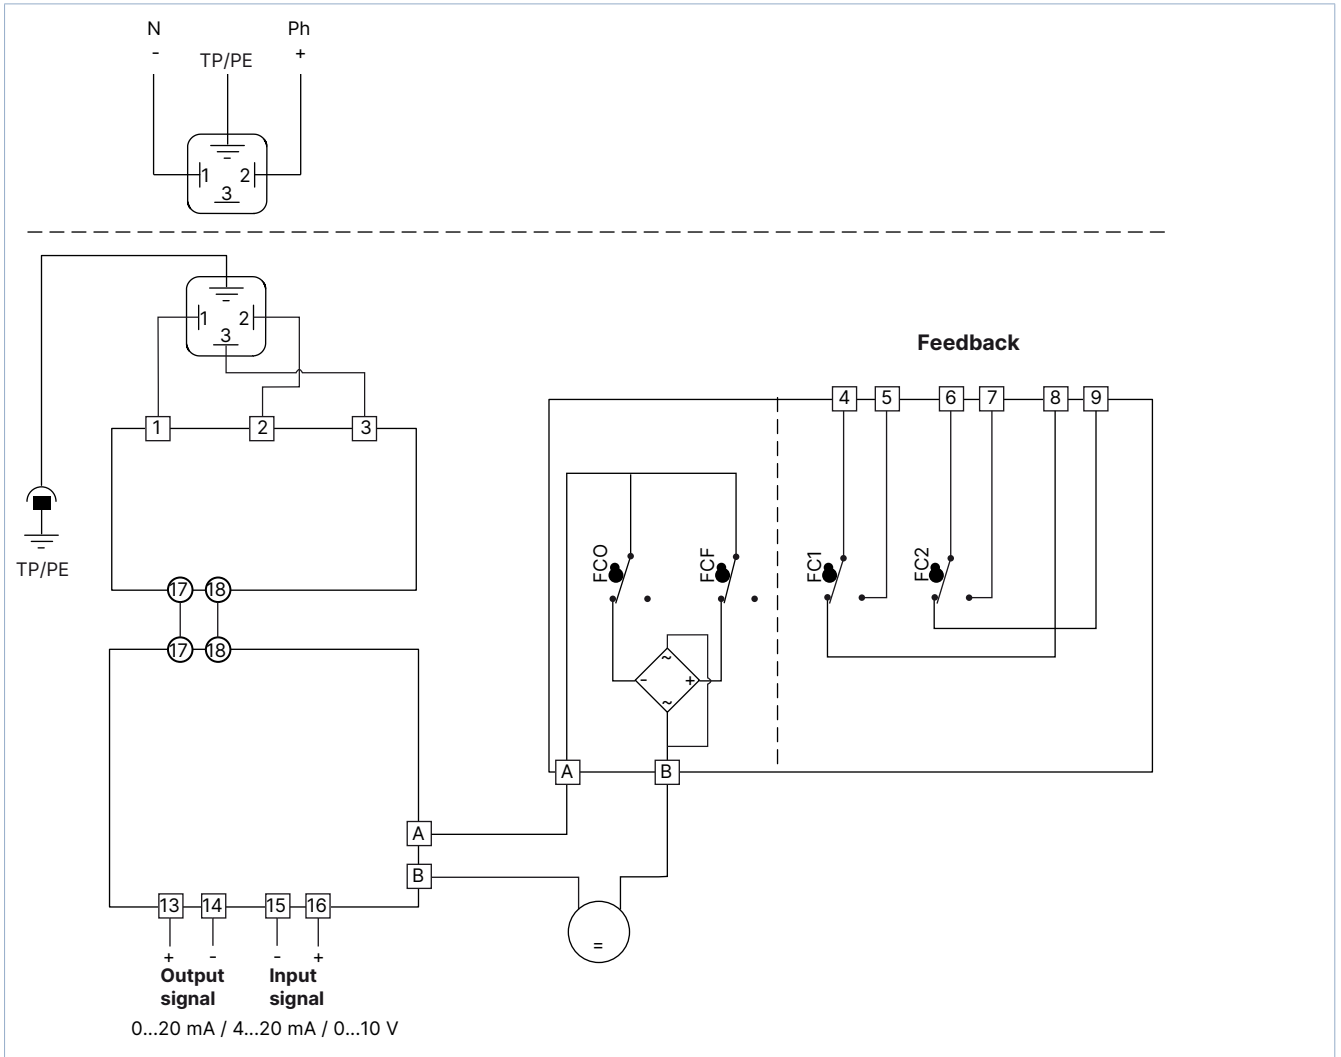 N
Ph
-
+
TP/PE
1
2
3
1
2
3
Feedback
4
5
6
7
8
9
1
2
3
FCO
FCF
FC1
FC2
TP/PE
17
18
17
18
~
-
+
~
A
B
A
B
13
14
15
16
=
+
-
-
+
Output
signal
Input
signal
0...20 mA / 4...20 mA / 0...10 V